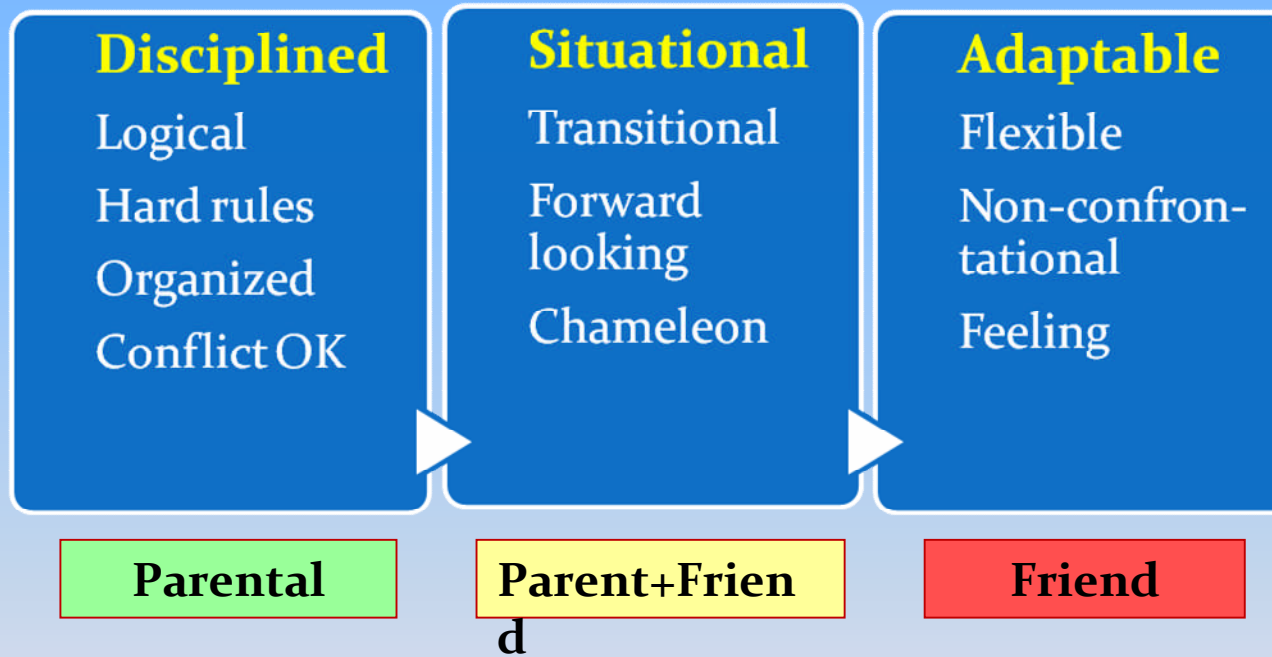 Disciplined
Logical
Hard rules
Organized
Conflict OK
Situational
Transitional
Forward
looking
Chameleon
Adaptable
Flexible
Non-confron-
tational
Feeling
Parental
Parent+Frien
d
Friend